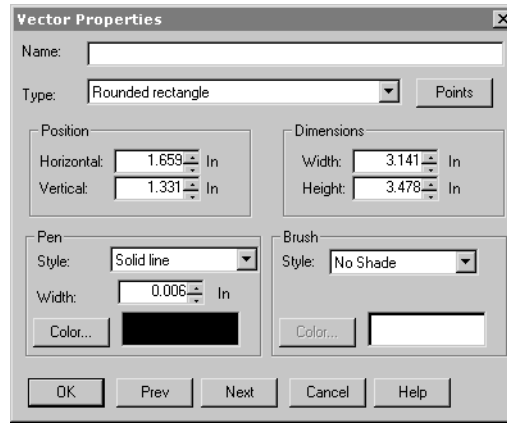 Vector Properties
Name:
Type: Rounded rectangle Points
Position Dimensions
Horizontal: 1.659 In Width: 3.141 In
Vertical: 1.331 In Height: 3.478 In
Pen Brush
Style: Solid line Style: No Shade
Width: 0.006 In
Color... Color...
OK Prev Next Cancel Help